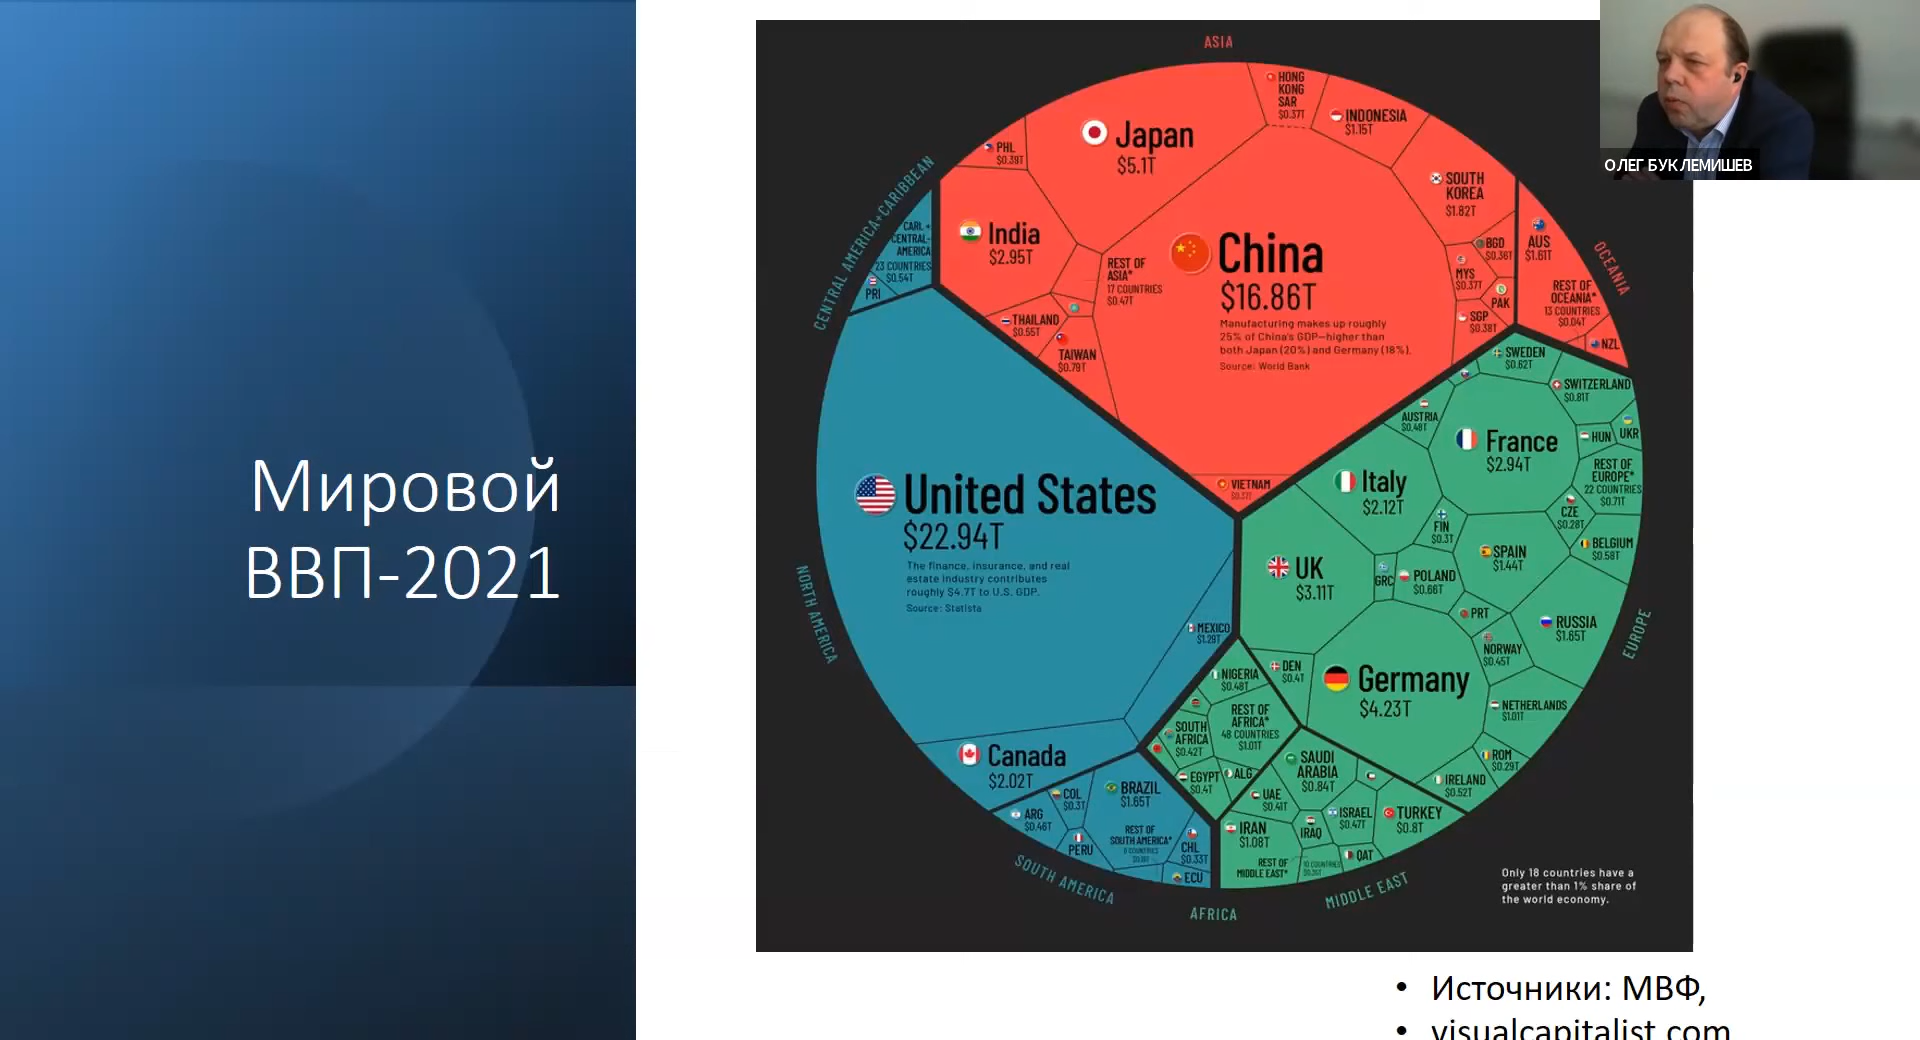 Мировой
ВВП-2021
ASIA
HONG
KONG
SAR
$0.37T
INDONESIA
$1.15T
Japan
$5.1T
PHL
$0.39T
SOUTH
KOREA
$1.82T
India
$2.95T
China
$16.86T
Manufacturing makes up roughly
25% of China's GDP—higher than
both Japan (20%) and Germany (18%).
Source: World Bank
REST OF
ASIA*
17 COUNTRIES
$0.47T
BGD
$0.36T
MYS
$0.37T
PAK
SGP
$0.38T
THAILAND
$0.55T
TAIWAN
$0.79T
VIETNAM
$0.37T
OCEANIA
AUS
$1.61T
REST OF
OCEANIA*
13 COUNTRIES
$0.04T
NZL
CENTRAL AMERICA+CARIBBEAN
CARI. +
CENTRAL-
AMERICA
23 COUNTRIES
$0.54T
PRI
NORTH AMERICA
United States
$22.94T
The finance, insurance, and real
estate industry contributes
roughly $4.7T to U.S. GDP.
Source: Statista
MEXICO
$1.29T
Canada
$2.02T
EUROPE
SWEDEN
$0.62T
SWITZERLAND
$0.81T
AUSTRIA
$0.48T
France
$2.94T
HUN
UKR
Italy
$2.12T
REST OF
EUROPE*
22 COUNTRIES
$0.71T
FIN
$0.3T
CZE
$0.28T
SPAIN
$1.44T
BELGIUM
$0.58T
UK
$3.11T
GRC
POLAND
$0.66T
PRT
RUSSIA
$1.65T
NORWAY
$0.45T
DEN
$0.4T
Germany
$4.23T
NETHERLANDS
$1.01T
ROM
$0.29T
IRELAND
$0.52T
SOUTH AMERICA
COL
$0.3T
BRAZIL
$1.65T
ARG
$0.46T
PERU
REST OF
SOUTH AMERICA*
CHL
$0.33T
ECU
AFRICA
NIGERIA
$0.48T
REST OF
AFRICA*
48 COUNTRIES
$1.01T
SOUTH
AFRICA
$0.42T
EGYPT
$0.4T
ALG
MIDDLE EAST
SAUDI
ARABIA
$0.84T
UAE
$0.41T
ISRAEL
$0.47T
TURKEY
$0.8T
IRAN
$1.08T
IRAQ
QAT
REST OF
MIDDLE EAST*
10 COUNTRIES
Only 18 countries have a
greater than 1% share of
the world economy.
ОЛЕГ БУКЛЕМИШЕВ
• Источники: МВФ,
• visualcapitalist.com